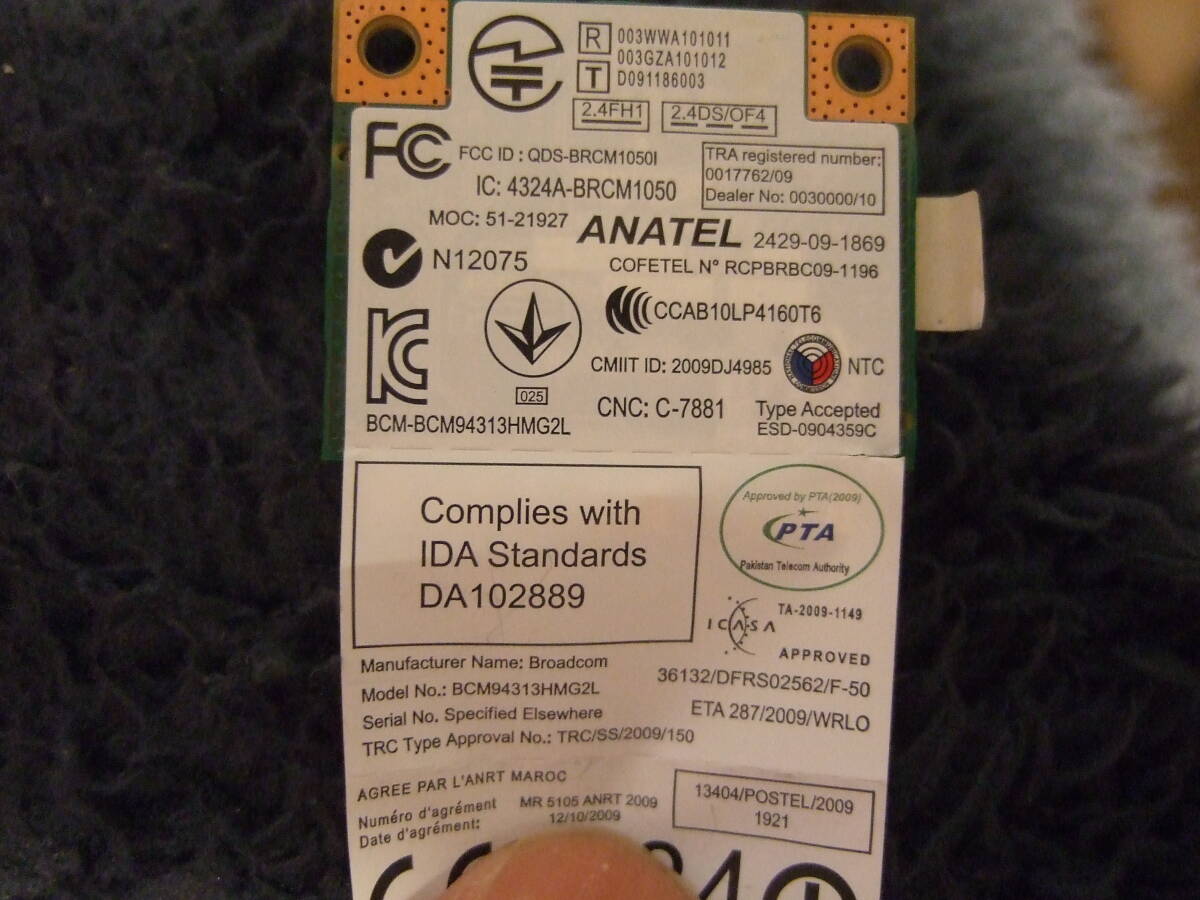 R 003WWA101011
003GZA101012
T D091186003
2.4FH1 2.4DS/OF4
FC FCC ID : QDS-BRCM1050I
IC: 4324A-BRCM1050
TRA registered number:
0017762/09
Dealer No: 0030000/10
MOC: 51-21927
ANATEL 2429-09-1869
N12075
COFETEL N° RCPBRBC09-1196
CCAB10LP4160T6
CMIIT ID: 2009DJ4985
NTC
025
CNC: C-7881
Type Accepted
ESD-0904359C
BCM-BCM94313HMG2L
Complies with
IDA Standards
DA102889
Approved by PTA(2009)
PTA
Pakistan Telecom Authority
ICASA
TA-2009-1149
APPROVED
Manufacturer Name: Broadcom
Model No.: BCM94313HMG2L
Serial No. Specified Elsewhere
TRC Type Approval No.: TRC/SS/2009/150
36132/DFRS02562/F-50
ETA 287/2009/WRLO
AGREE PAR L'ANRT MAROC
Numéro d'agrément MR 5105 ANRT 2009
Date d'agrément: 12/10/2009
13404/POSTEL/2009
1921
CE